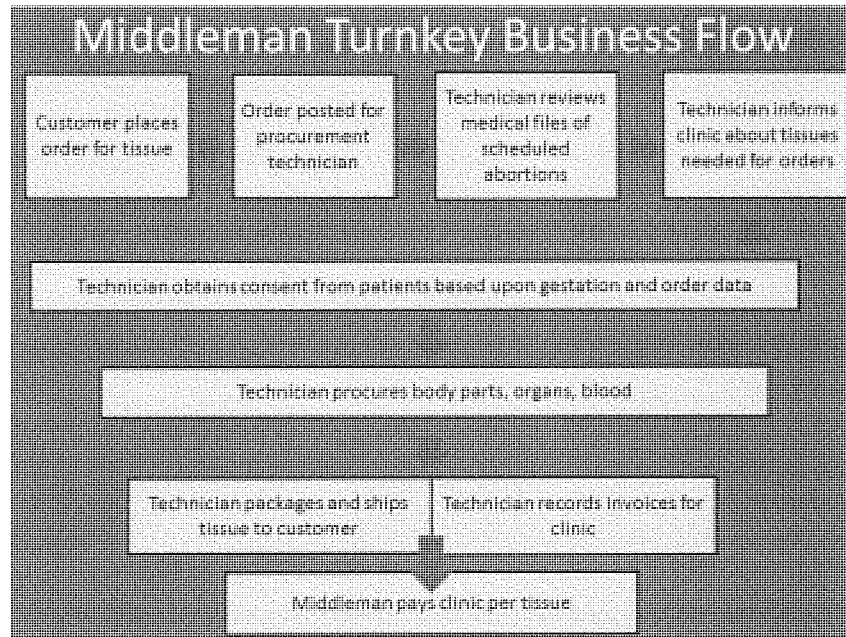 Middleman Turnkey Business Flow
Customer places
order for tissue
Order posted for
procurement
technician
Technician reviews
medical files of
scheduled
abortions
Technician informs
clinic about tissues
needed for orders
Technician obtains consent from patients based upon gestation and order data
Technician procures body parts, organs, blood
Technician packages and ships
tissue to customer
Technician records invoices for
clinic
Middleman pays clinic per tissue